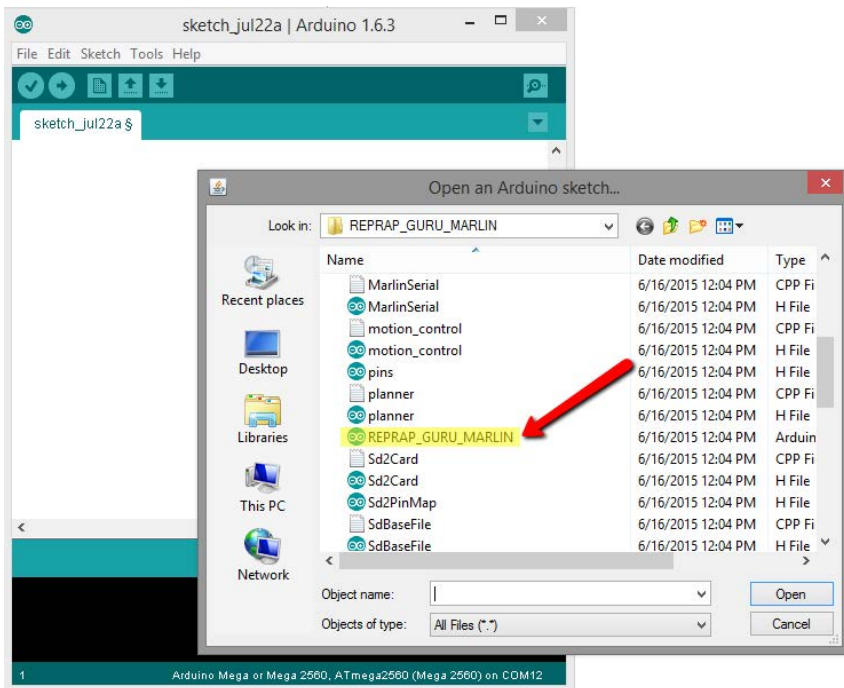 sketch_jul22a | Arduino 1.6.3
File Edit Sketch Tools Help
sketch_jul22a §
Open an Arduino sketch...
Look in: REPRAP_GURU_MARLIN
Name Date modified Type
Recent places
Desktop
Libraries
This PC
Network
MarlinSerial 6/16/2015 12:04 PM CPP Fi
MarlinSerial 6/16/2015 12:04 PM H File
motion_control 6/16/2015 12:04 PM CPP Fi
motion_control 6/16/2015 12:04 PM H File
pins 6/16/2015 12:04 PM H File
planner 6/16/2015 12:04 PM CPP Fi
planner 6/16/2015 12:04 PM H File
REPRAP_GURU_MARLIN 6/16/2015 12:04 PM Arduin
Sd2Card 6/16/2015 12:04 PM CPP Fi
Sd2Card 6/16/2015 12:04 PM H File
Sd2PinMap 6/16/2015 12:04 PM H File
SdBaseFile 6/16/2015 12:04 PM CPP Fi
SdBaseFile 6/16/2015 12:04 PM H File
Object name: Open
Objects of type: All Files (*.*) Cancel
1 Arduino Mega or Mega 2560, ATmega2560 (Mega 2560) on COM12